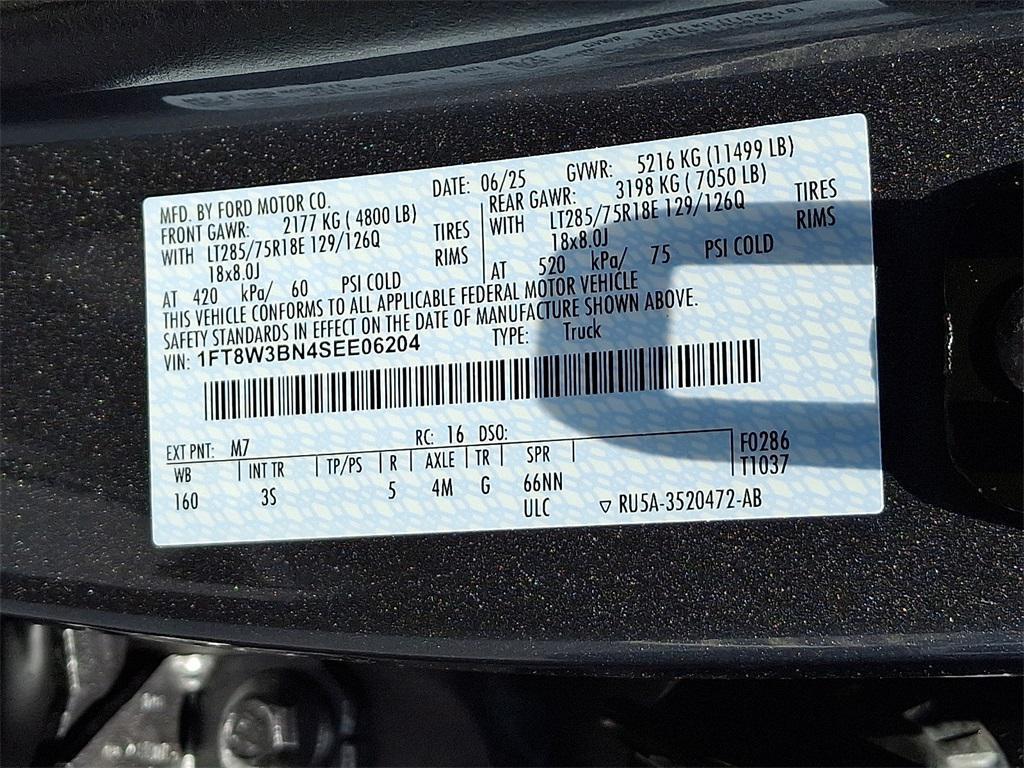 MFD. BY FORD MOTOR CO. DATE: 06/25 GVWR: 5216 KG (11499 LB)
FRONT GAWR: 2177 KG ( 4800 LB) REAR GAWR: 3198 KG ( 7050 LB)
WITH LT285/75R18E 129/126Q TIRES WITH LT285/75R18E 129/126Q TIRES
18x8.0J RIMS 18x8.0J RIMS
AT 420 kPa/ 60 PSI COLD AT 520 kPa/ 75 PSI COLD
THIS VEHICLE CONFORMS TO ALL APPLICABLE FEDERAL MOTOR VEHICLE
SAFETY STANDARDS IN EFFECT ON THE DATE OF MANUFACTURE SHOWN ABOVE.
VIN: 1FT8W3BN4SEE06204 TYPE: Truck
EXT PNT: M7 RC: 16 DSO: F0286
WB INT TR TP/PS R AXLE TR SPR T1037
160 3S 5 4M G 66NN
ULC ▽ RU5A-3520472-AB